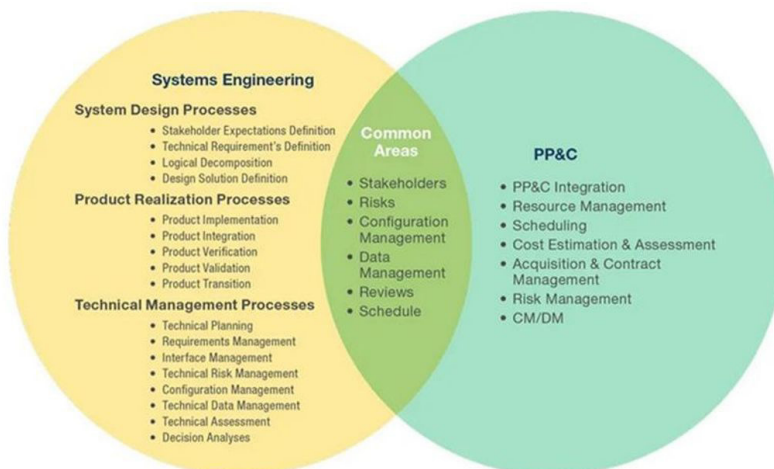 Systems Engineering
System Design Processes
• Stakeholder Expectations Definition
• Technical Requirement's Definition
• Logical Decomposition
• Design Solution Definition
Product Realization Processes
• Product Implementation
• Product Integration
• Product Verification
• Product Validation
• Product Transition
Technical Management Processes
• Technical Planning
• Requirements Management
• Interface Management
• Technical Risk Management
• Configuration Management
• Technical Data Management
• Technical Assessment
• Decision Analyses
Common
Areas
• Stakeholders
• Risks
• Configuration
Management
• Data
Management
• Reviews
• Schedule
PP&C
• PP&C Integration
• Resource Management
• Scheduling
• Cost Estimation & Assessment
• Acquisition & Contract
Management
• Risk Management
• CM/DM